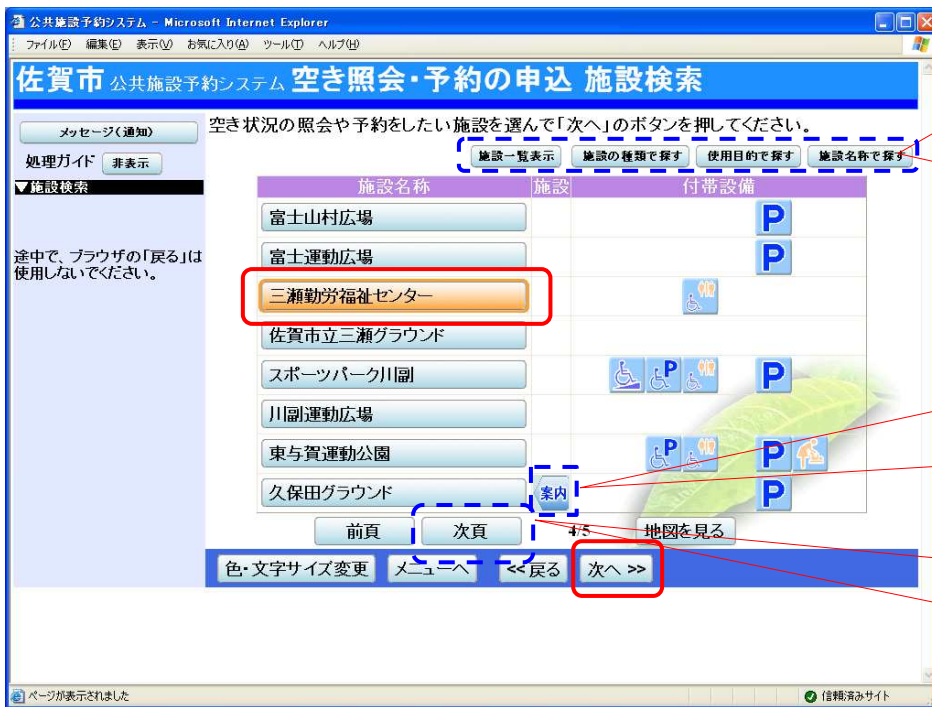 公共施設予約システム - Microsoft Internet Explorer
ファイル(F) 編集(E) 表示(V) お気に入り(A) ツール(T) ヘルプ(H)
佐賀市 公共施設予約システム 空き照会・予約の申込 施設検索
メッセージ(通知)
空き状況の照会や予約をしたい施設を選んで「次へ」のボタンを押してください。
処理ガイド 非表示
施設一覧表示 施設の種類で探す 使用目的で探す 施設名称で探す
▼施設検索
施設名称 施設 付帯設備
富士山村広場 P
途中で、ブラウザの「戻る」は
使用しないでください。
富士運動広場 P
三瀬勤労福祉センター
佐賀市立三瀬グラウンド
スポーツパーク川副 P P
川副運動広場
東与賀運動公園 P P
久保田グラウンド 案内 P
前頁 次頁 4/5 地図を見る
色・文字サイズ変更 メニューへ <<戻る 次へ >>
ページが表示されました 信頼済みサイト